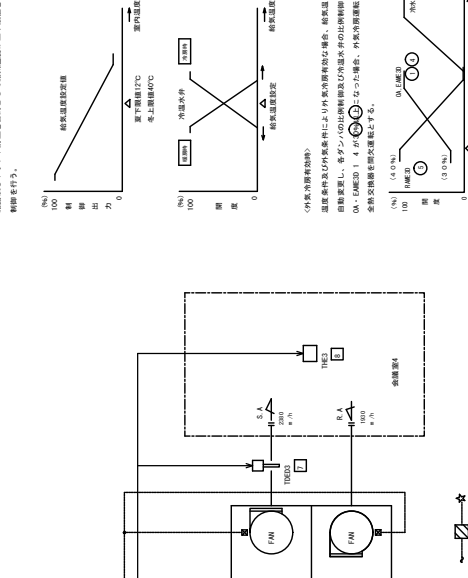 制御を行う。
(%)
100
制御出力
0
給気温度設定値
室内温度
夏下限値12℃
冬上限値40℃
(%)
100
開度
0
暖房時
冷温水弁
冷房時
給気温度設定
給気温度
<外気冷房有効時>
温度条件及び外気条件により外気冷房有効な場合、給気温
自動変更し、各ダンパの比例制御及び冷温水弁の比例制御
OA・EAME3D 1 4 が
になった場合、外気冷房運転
全熱交換器を間欠運転とする。
(%)
100
開度
0
(40%)
(30%)
RAME3D 5
OA EAME3D
1 4
冷水
THE3
8
会議室4
S.A
2380
㎥/h
R.A
1930
㎥/h
TDED3
7
FAN
FAN